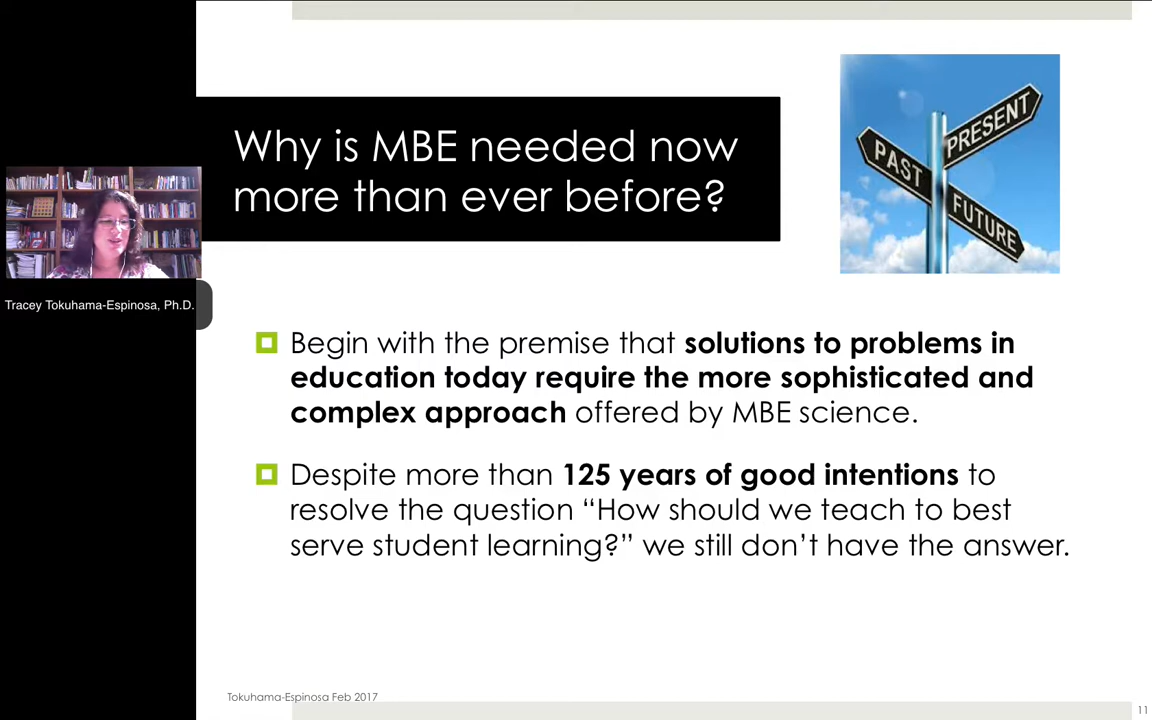 Why is MBE needed now
more than ever before?
PAST
PRESENT
FUTURE
Tracey Tokuhama-Espinosa, Ph.D.
Begin with the premise that solutions to problems in
education today require the more sophisticated and
complex approach offered by MBE science.
Despite more than 125 years of good intentions to
resolve the question “How should we teach to best
serve student learning?” we still don’t have the answer.
Tokuhama-Espinosa Feb 2017
11